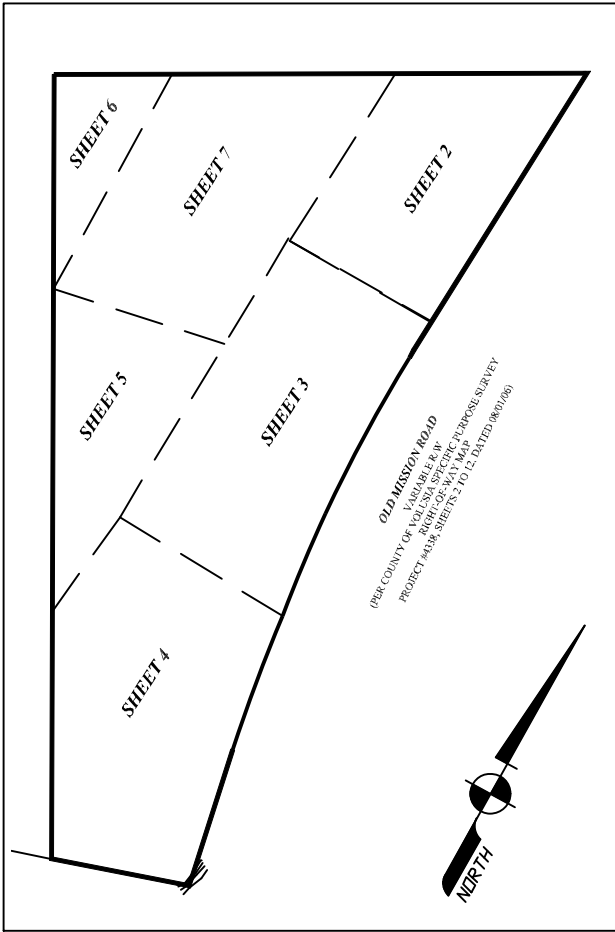 SHEET 6
SHEET 7
SHEET 2
SHEET 5
SHEET 3
SHEET 4
OLD MISSION ROAD
VARIABLE R/W
(PER COUNTY OF VOLUSIA SPECIFIC PURPOSE SURVEY
RIGHT-OF-WAY MAP
PROJECT #4338, SHEETS 2 TO 12, DATED 08/01/06)
NORTH